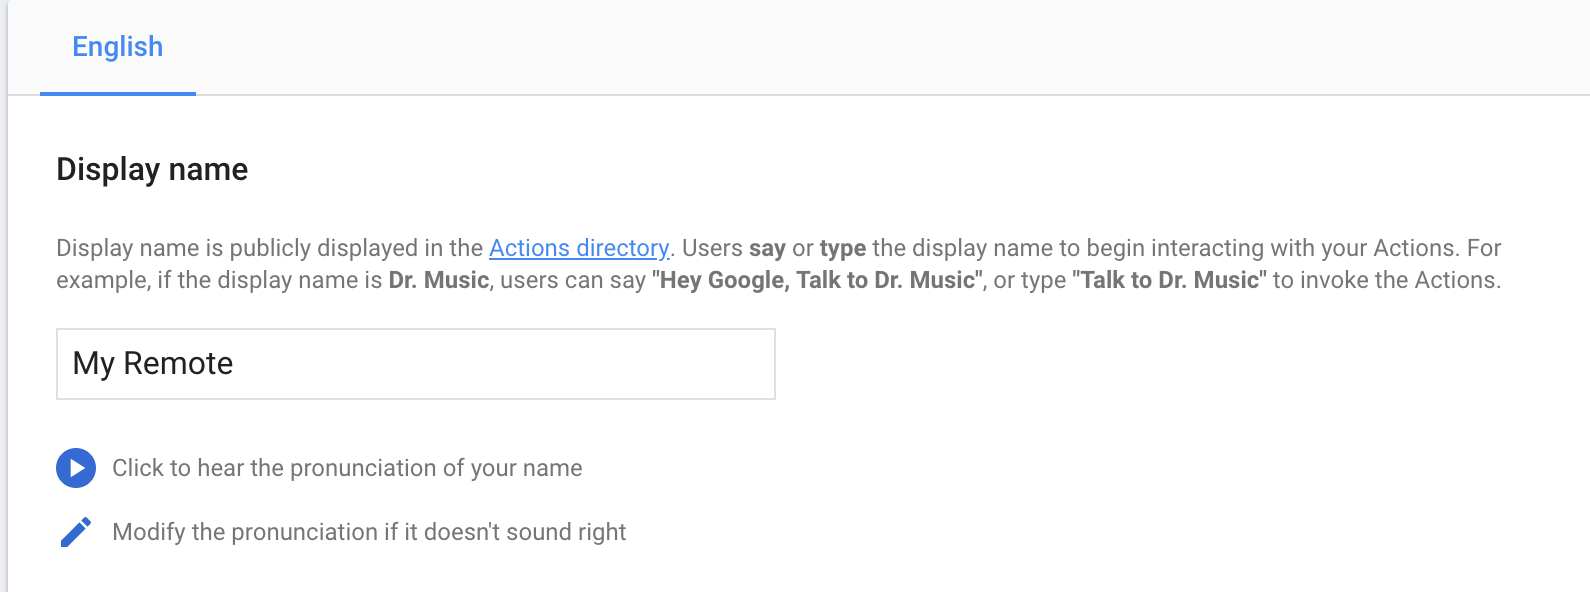 English
Display name
Display name is publicly displayed in the Actions directory. Users say or type the display name to begin interacting with your Actions. For
example, if the display name is Dr. Music, users can say "Hey Google, Talk to Dr. Music", or type "Talk to Dr. Music" to invoke the Actions.
My Remote
Click to hear the pronunciation of your name
Modify the pronunciation if it doesn't sound right